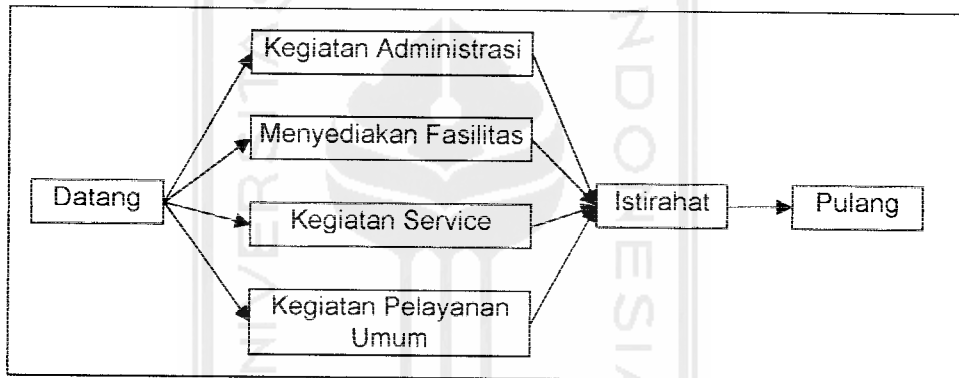 Kegiatan Administrasi
Menyediakan Fasilitas
Datang
Istirahat
Pulang
Kegiatan Service
Kegiatan Pelayanan
Umum